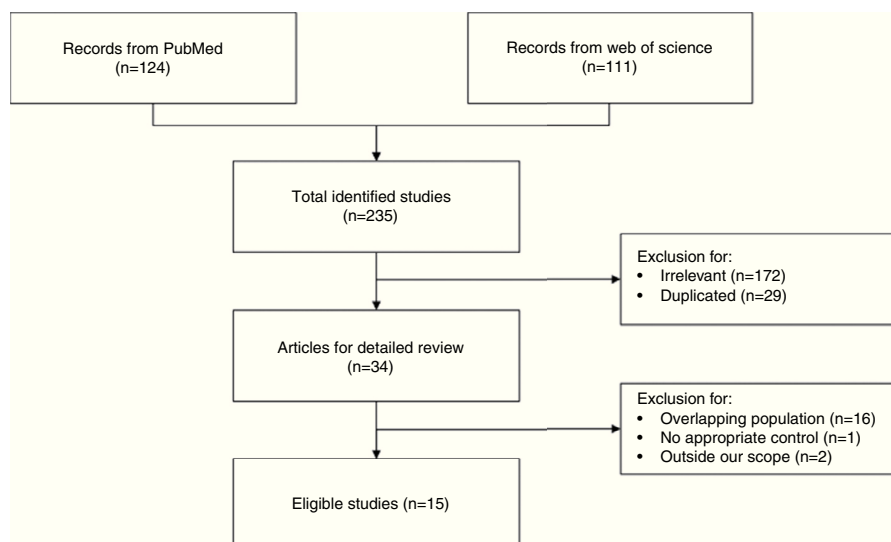 Records from PubMed
(n=124)
Records from web of science
(n=111)
Total identified studies
(n=235)
Exclusion for:
• Irrelevant (n=172)
• Duplicated (n=29)
Articles for detailed review
(n=34)
Exclusion for:
• Overlapping population (n=16)
• No appropriate control (n=1)
• Outside our scope (n=2)
Eligible studies (n=15)